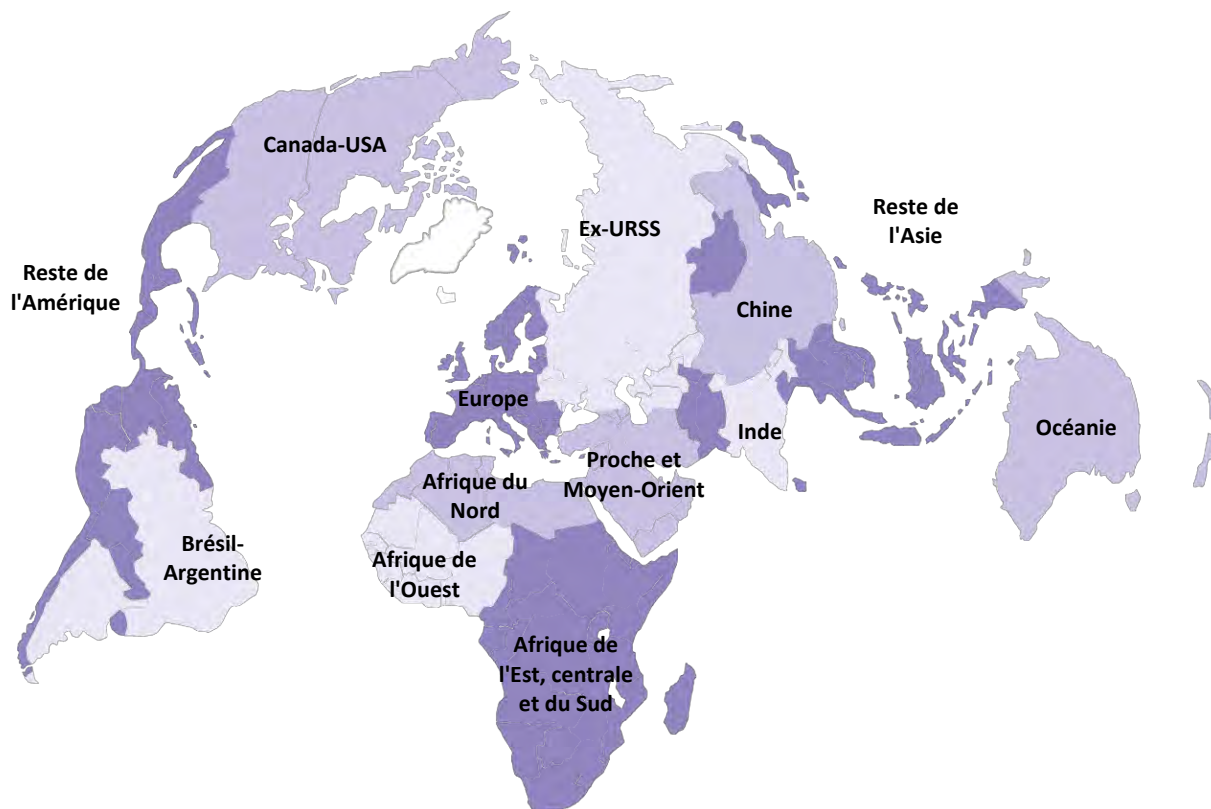 Canada-USA
Ex-URSS
Reste de
l'Asie
Reste de
l'Amérique
Chine
Europe
Inde
Océanie
Proche et
Moyen-Orient
Afrique du
Nord
Brésil-
Argentine
Afrique de
l'Ouest
Afrique de
l'Est, centrale
et du Sud